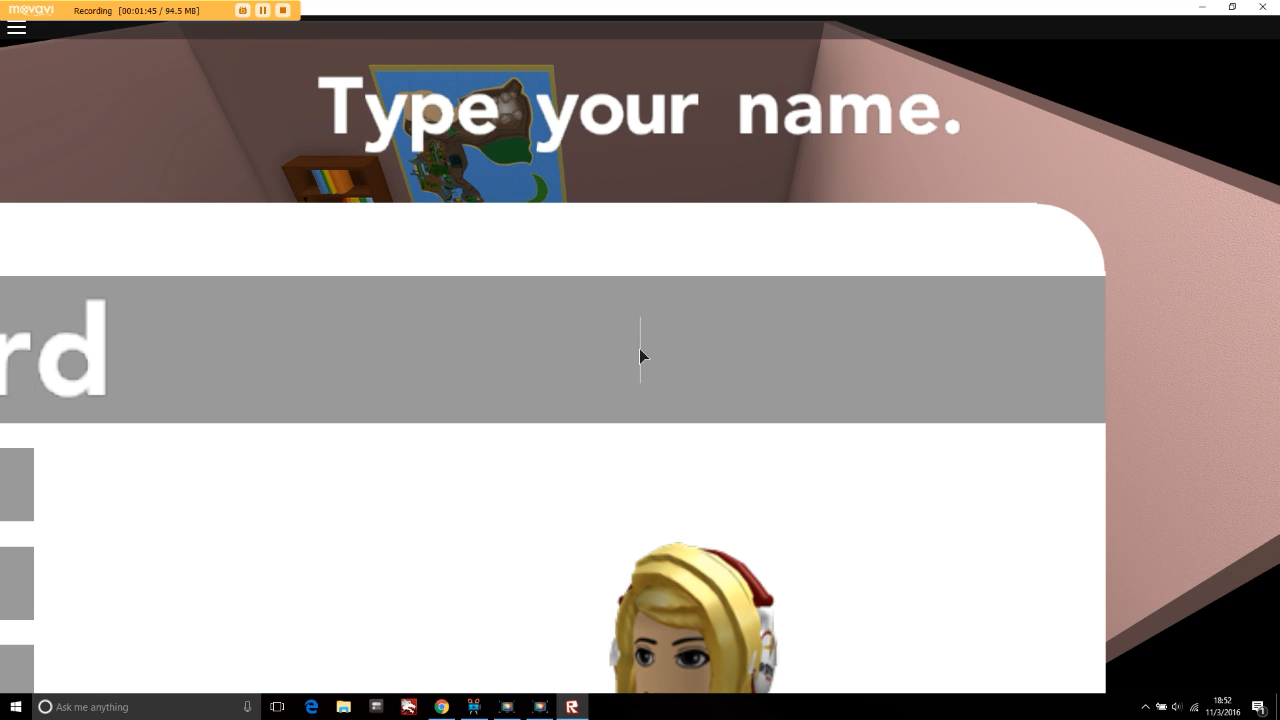 movavi
Recording [00:01:45 / 94.5 MB]
Type your name.
rd
Ask me anything
18:52
11/3/2016
1